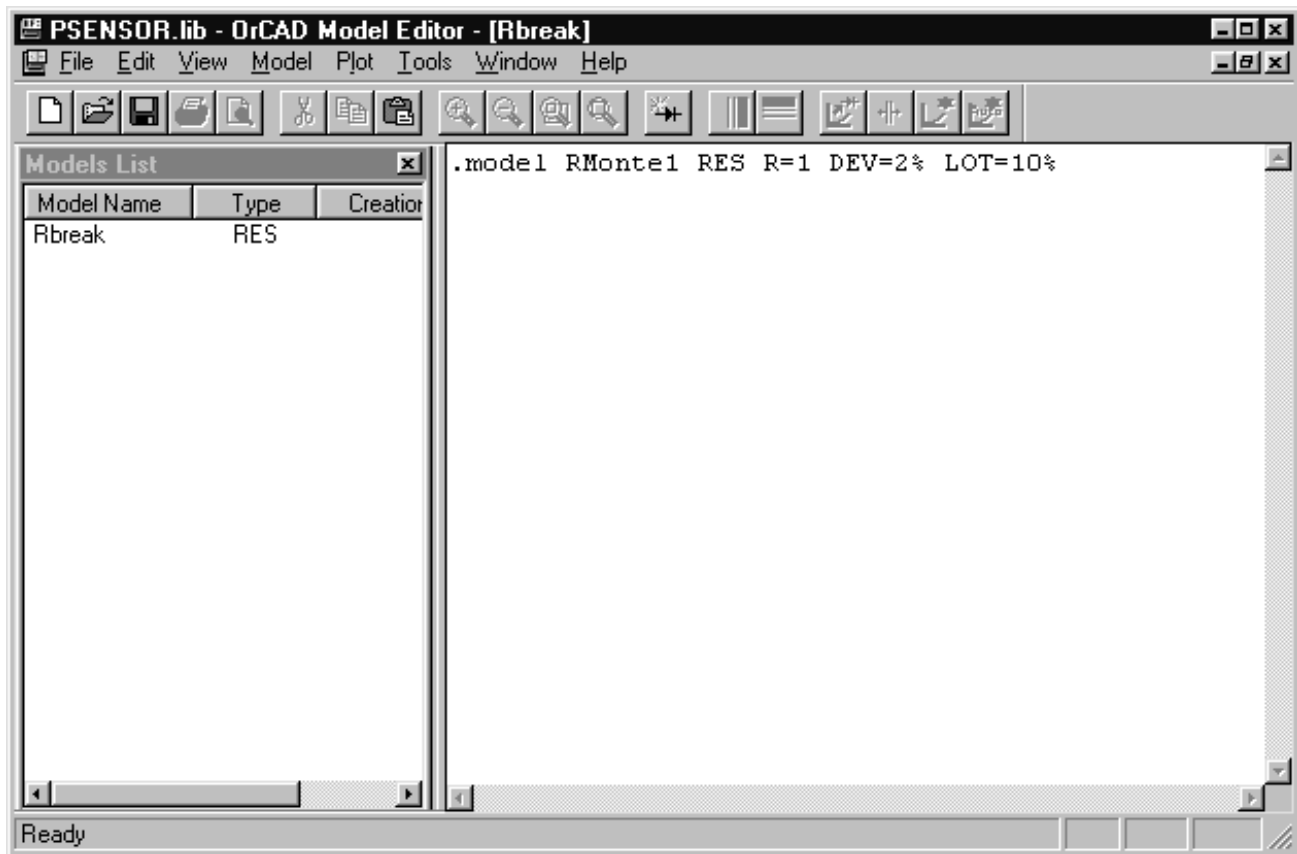 PSENSOR.lib - OrCAD Model Editor - [Rbreak]
File Edit View Model Plot Tools Window Help
Models List
Model Name Type Creation
Rbreak RES
.model RMonte1 RES R=1 DEV=2% LOT=10%
Ready